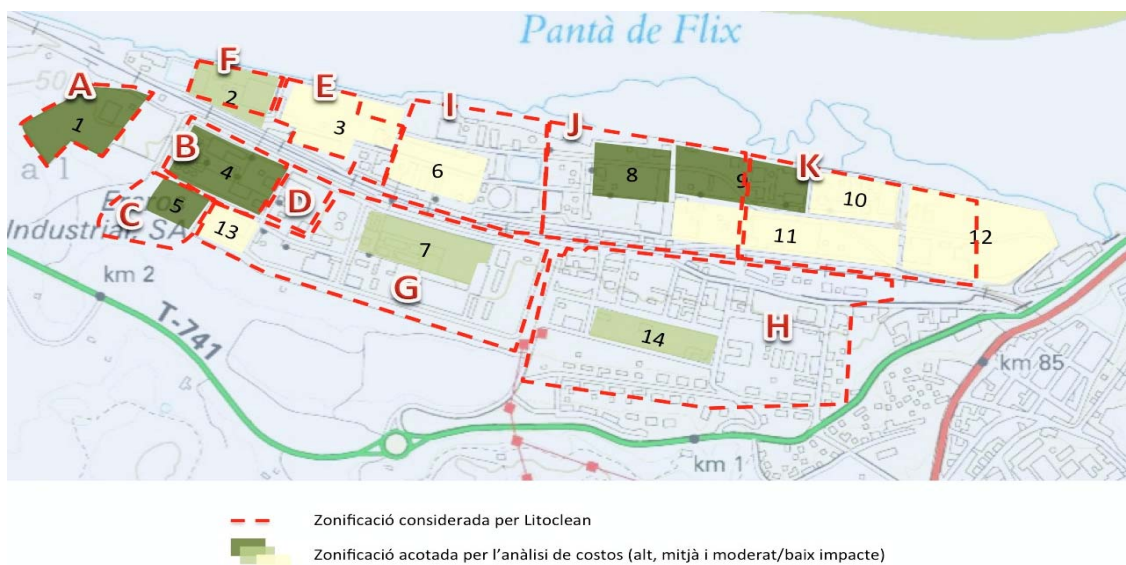 Pantà de Flix
50
A
1
F
2
E
3
I
J
K
B
4
6
8
9
10
a l
C
5
D
13
7
11
12
Industrial, SA
G
km 2
T-741
14
H
km 85
km 1
Zonificació considerada per Litoclean
Zonificació acotada per l'anàlisi de costos (alt, mitjà i moderat/baix impacte)